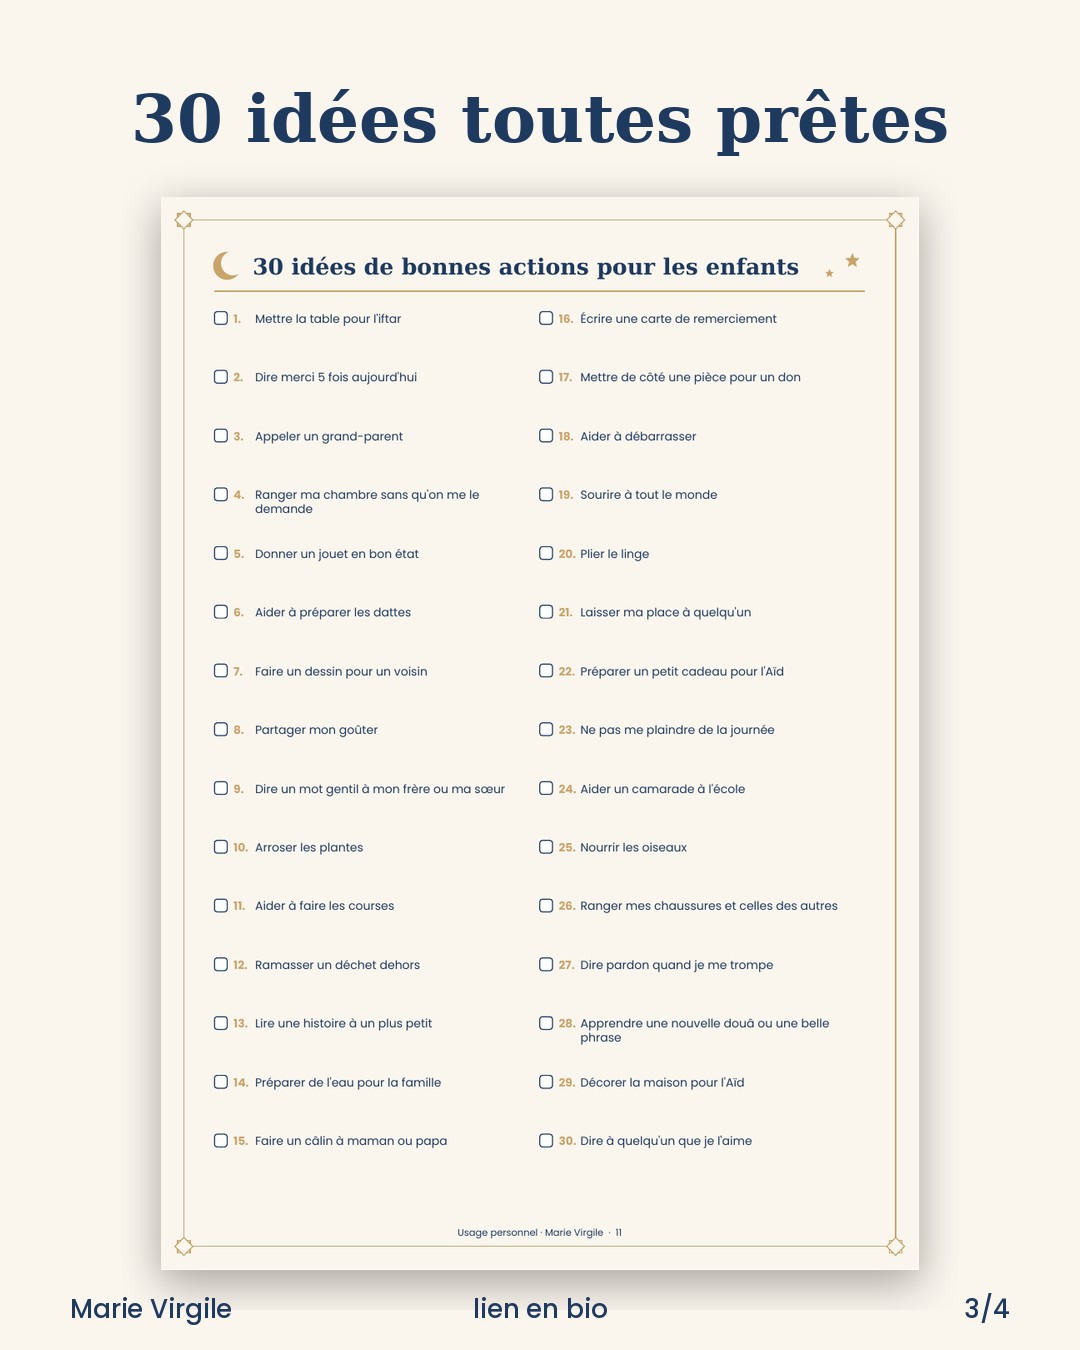 30 idées toutes prêtes
30 idées de bonnes actions pour les enfants
1. Mettre la table pour l'iftar
2. Dire merci 5 fois aujourd'hui
3. Appeler un grand-parent
4. Ranger ma chambre sans qu'on me le
demande
5. Donner un jouet en bon état
6. Aider à préparer les dattes
7. Faire un dessin pour un voisin
8. Partager mon goûter
9. Dire un mot gentil à mon frère ou ma sœur
10. Arroser les plantes
11. Aider à faire les courses
12. Ramasser un déchet dehors
13. Lire une histoire à un plus petit
14. Préparer de l'eau pour la famille
15. Faire un câlin à maman ou papa
16. Écrire une carte de remerciement
17. Mettre de côté une pièce pour un don
18. Aider à débarrasser
19. Sourire à tout le monde
20. Plier le linge
21. Laisser ma place à quelqu'un
22. Préparer un petit cadeau pour l'Aïd
23. Ne pas me plaindre de la journée
24. Aider un camarade à l'école
25. Nourrir les oiseaux
26. Ranger mes chaussures et celles des autres
27. Dire pardon quand je me trompe
28. Apprendre une nouvelle douâ ou une belle
phrase
29. Décorer la maison pour l'Aïd
30. Dire à quelqu'un que je l'aime
Usage personnel · Marie Virgile · 11
Marie Virgile
lien en bio
3/4